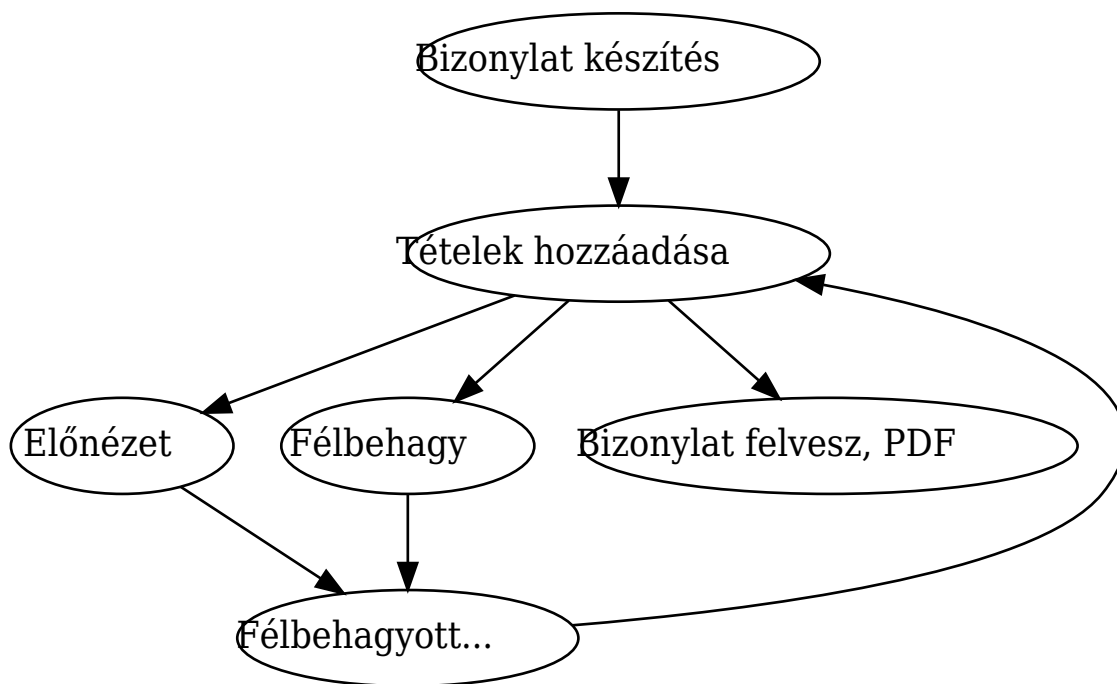 Bizonylat készítés
Tételek hozzáadása
Előnézet
Félbehagy
Bizonylat felvesz, PDF
Félbehagyott...